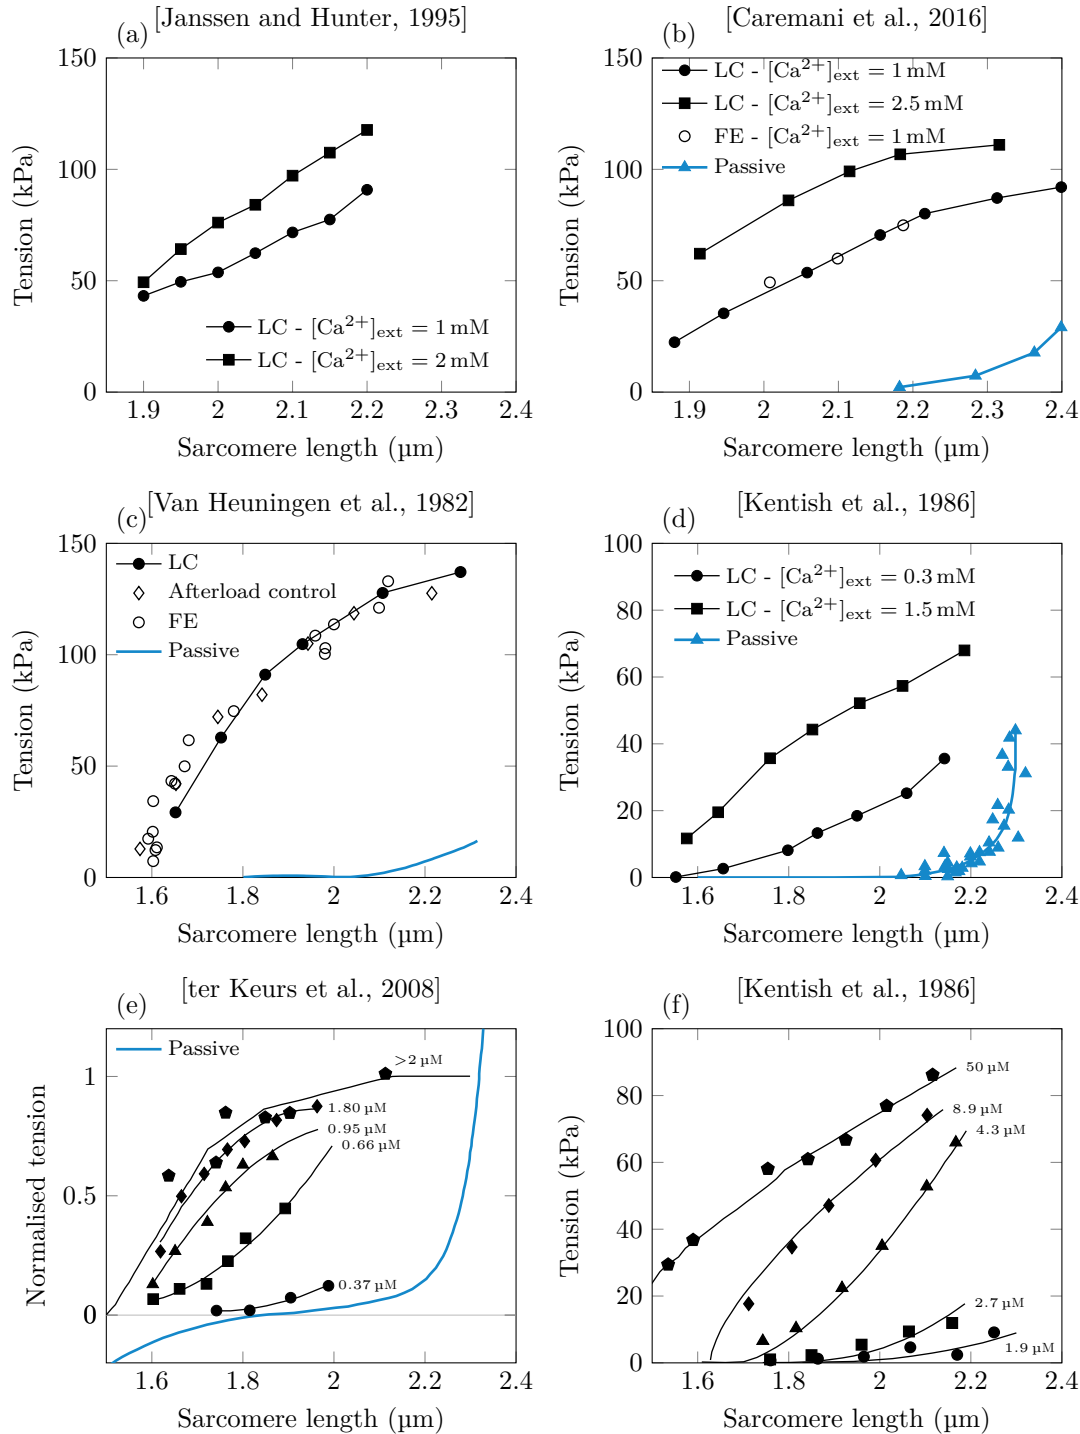 [Janssen and Hunter, 1995]
(a)
150
100
50
0
Tension (kPa)
LC - [Ca²⁺]ext = 1 mM
LC - [Ca²⁺]ext = 2 mM
1.9 2 2.1 2.2 2.3 2.4
Sarcomere length (µm)
[Caremani et al., 2016]
(b)
150
100
50
0
Tension (kPa)
LC - [Ca²⁺]ext = 1 mM
LC - [Ca²⁺]ext = 2.5 mM
FE - [Ca²⁺]ext = 1 mM
Passive
1.9 2 2.1 2.2 2.3 2.4
Sarcomere length (µm)
[Van Heuningen et al., 1982]
(c)
150
100
50
0
Tension (kPa)
LC
Afterload control
FE
Passive
1.6 1.8 2 2.2 2.4
Sarcomere length (µm)
[Kentish et al., 1986]
(d)
100
80
60
40
20
0
Tension (kPa)
LC - [Ca²⁺]ext = 0.3 mM
LC - [Ca²⁺]ext = 1.5 mM
Passive
1.6 1.8 2 2.2 2.4
Sarcomere length (µm)
[ter Keurs et al., 2008]
(e)
1
0.5
0
Normalised tension
Passive
>2 µM
1.80 µM
0.95 µM
0.66 µM
0.37 µM
1.6 1.8 2 2.2 2.4
Sarcomere length (µm)
[Kentish et al., 1986]
(f)
100
80
60
40
20
0
Tension (kPa)
50 µM
8.9 µM
4.3 µM
2.7 µM
1.9 µM
1.6 1.8 2 2.2 2.4
Sarcomere length (µm)